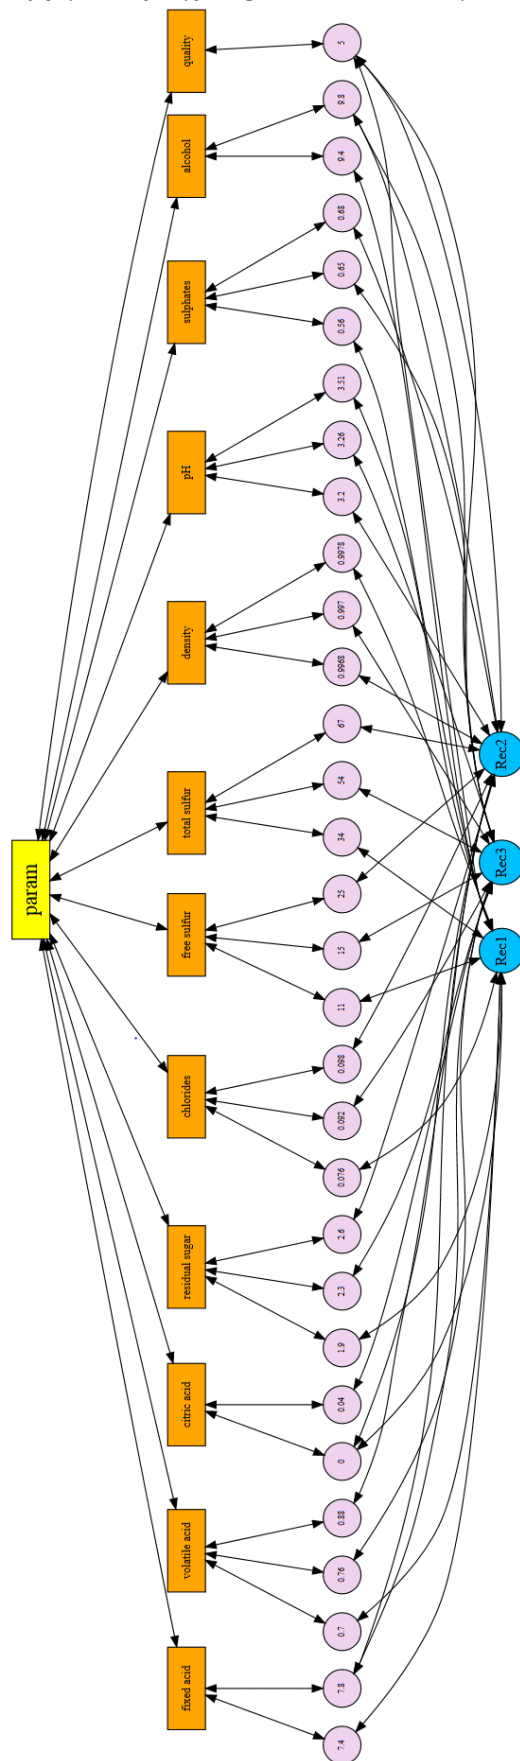 param
fixed acid
volatile acid
citric acid
residual sugar
chlorides
free sulfur
total sulfur
density
pH
sulphates
alcohol
quality
7.4
7.8
0.7
0.76
0.88
0
0.04
1.9
2.3
2.6
0.076
0.092
0.098
11
15
25
34
54
67
0.9968
0.997
0.9978
3.2
3.26
3.51
0.56
0.65
0.68
9.4
9.8
5
Rec1
Rec3
Rec2